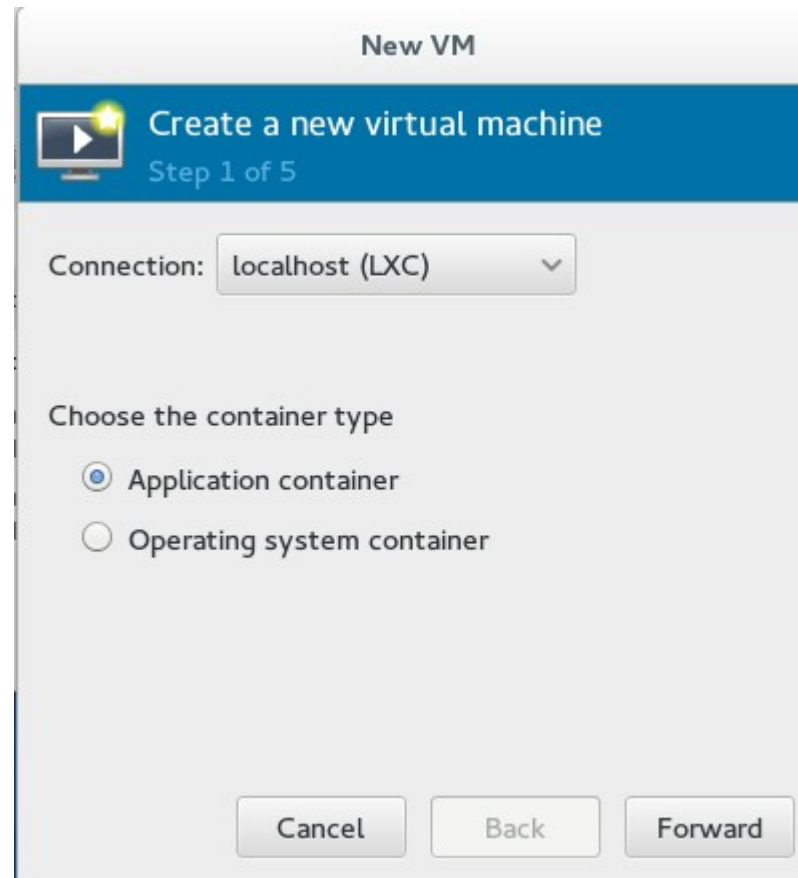 New VM
Create a new virtual machine
Step 1 of 5
Connection: localhost (LXC)
Choose the container type
Application container
Operating system container
Cancel Back Forward